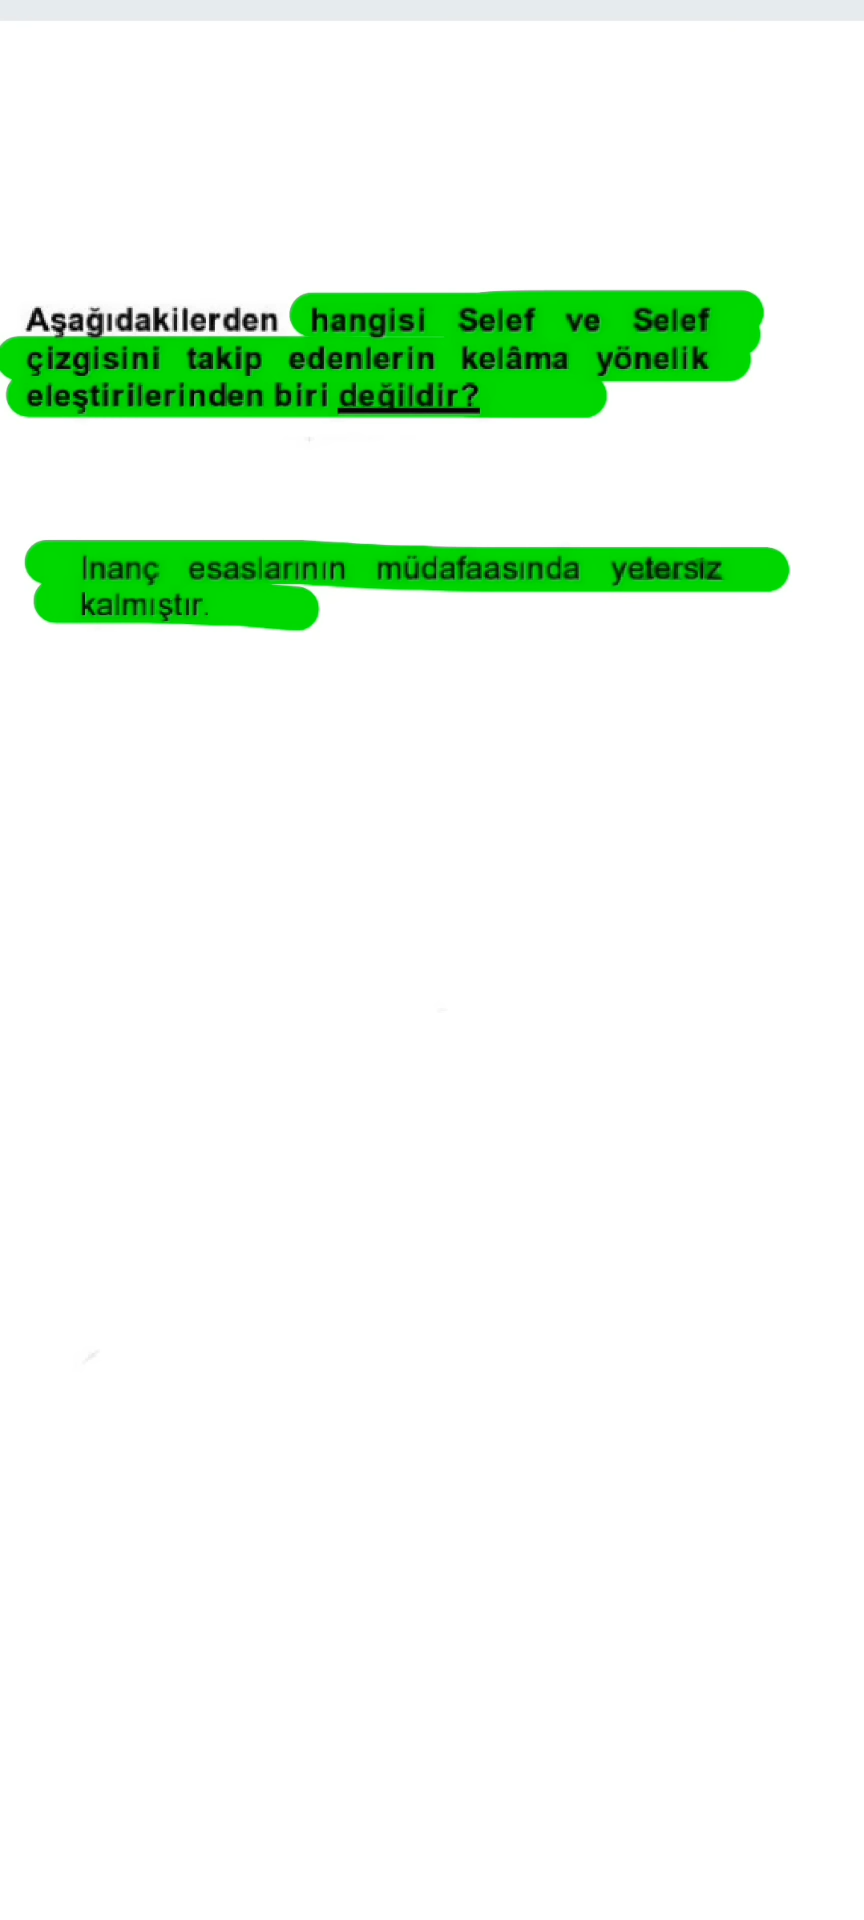 Aşağıdakilerden hangisi Selef ve Selef
çizgisini takip edenlerin kelâma yönelik
eleştirilerinden biri değildir?
İnanç esaslarının müdafaasında yetersiz
kalmıştır.